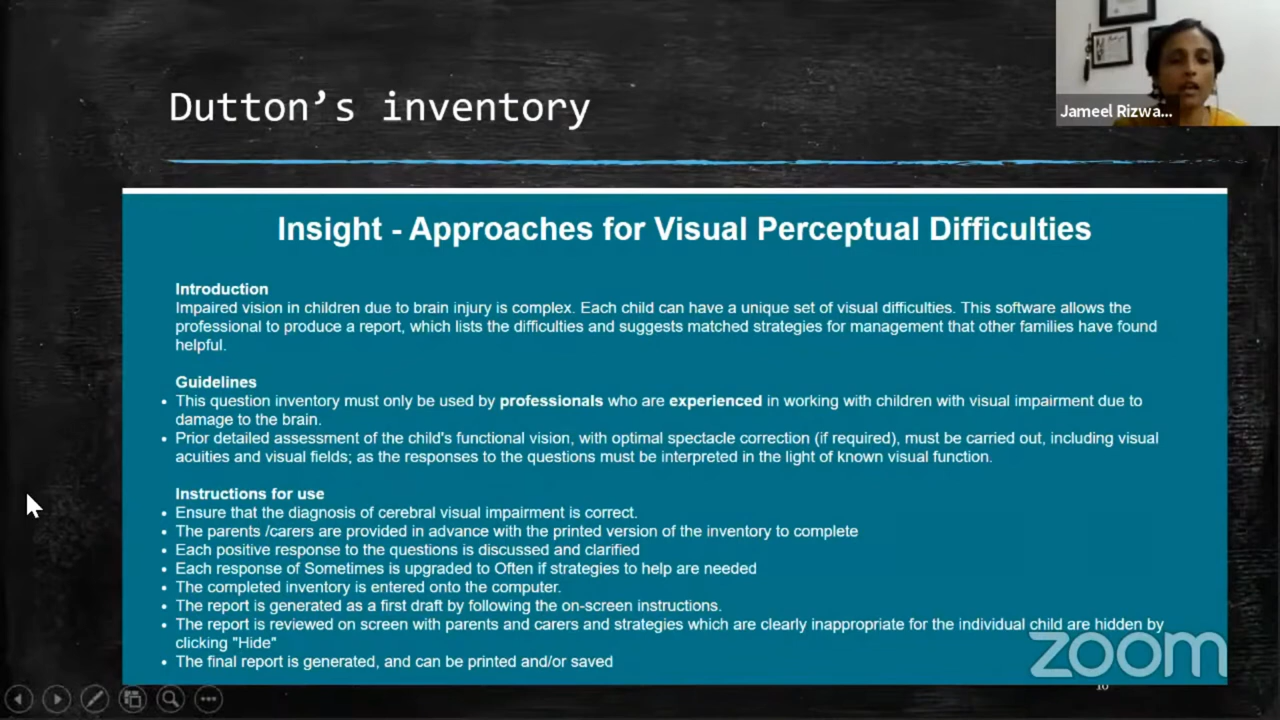 Dutton's inventory
Jameel Rizwa...
Insight - Approaches for Visual Perceptual Difficulties
Introduction
Impaired vision in children due to brain injury is complex. Each child can have a unique set of visual difficulties. This software allows the
professional to produce a report, which lists the difficulties and suggests matched strategies for management that other families have found
helpful.
Guidelines
• This question inventory must only be used by professionals who are experienced in working with children with visual impairment due to
damage to the brain.
• Prior detailed assessment of the child's functional vision, with optimal spectacle correction (if required), must be carried out, including visual
acuities and visual fields; as the responses to the questions must be interpreted in the light of known visual function.
Instructions for use
• Ensure that the diagnosis of cerebral visual impairment is correct.
• The parents /carers are provided in advance with the printed version of the inventory to complete
• Each positive response to the questions is discussed and clarified
• Each response of Sometimes is upgraded to Often if strategies to help are needed
• The completed inventory is entered onto the computer.
• The report is generated as a first draft by following the on-screen instructions.
• The report is reviewed on screen with parents and carers and strategies which are clearly inappropriate for the individual child are hidden by
clicking "Hide"
• The final report is generated, and can be printed and/or saved
zoom